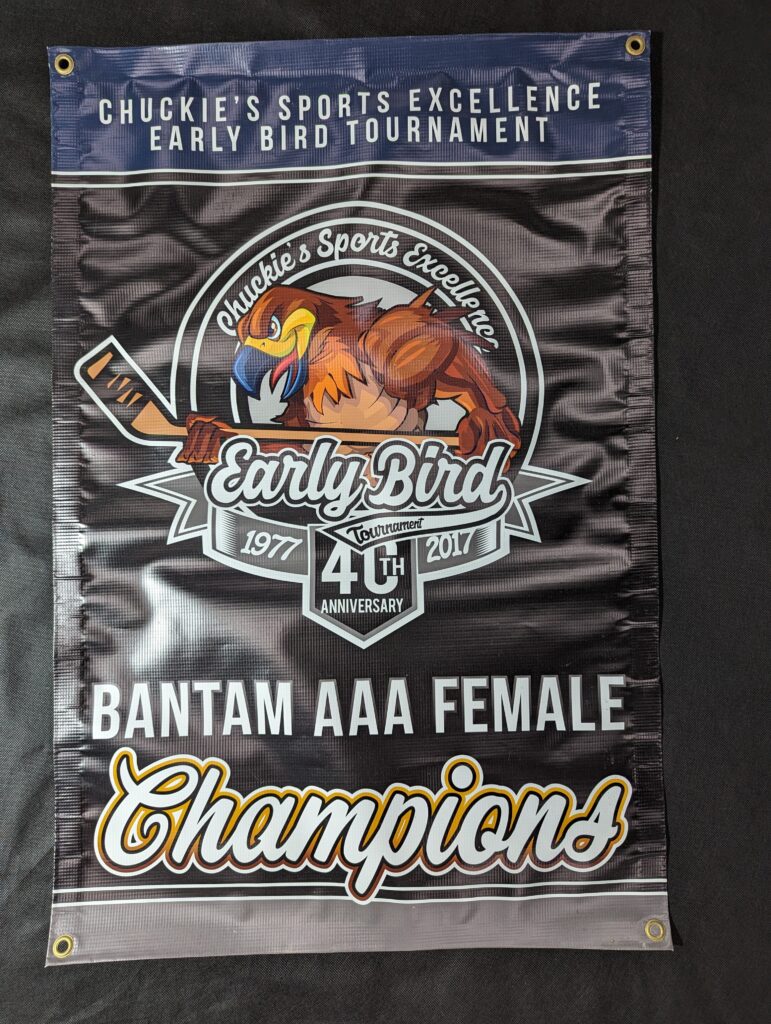 CHUCKIE'S SPORTS EXCELLENCE
EARLY BIRD TOURNAMENT
Chuckie's Sports Excellence
Early Bird
Tournament
1977
2017
40TH
ANNIVERSARY
BANTAM AAA FEMALE
Champions